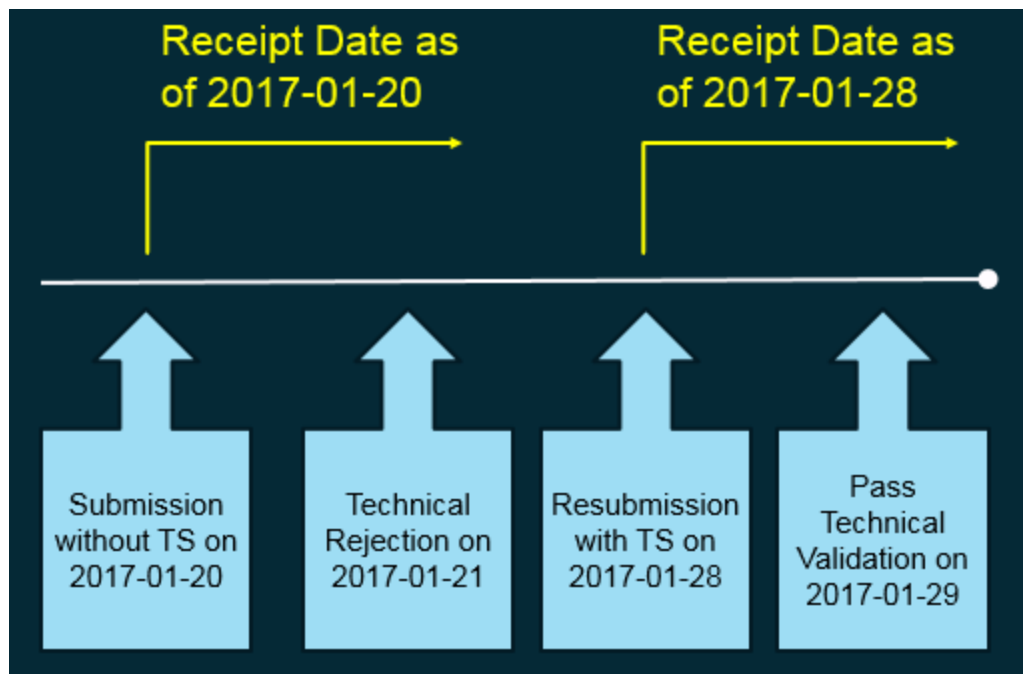 Receipt Date as
of 2017-01-20
Receipt Date as
of 2017-01-28
Submission
without TS on
2017-01-20
Technical
Rejection on
2017-01-21
Resubmission
with TS on
2017-01-28
Pass
Technical
Validation on
2017-01-29